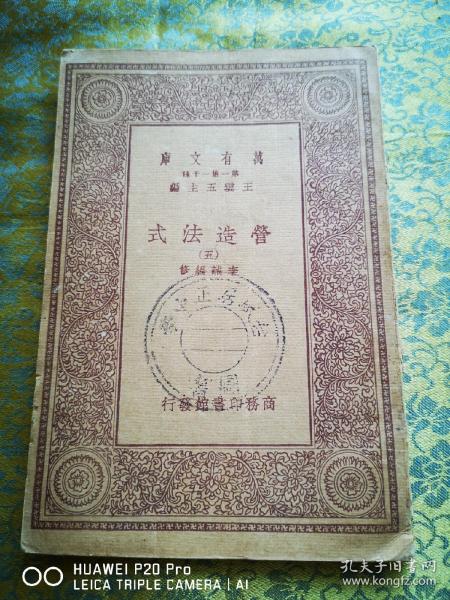 萬有文庫
第一集一千種
王雲五主編
營造法式
(五)
李誡編修
商務印書館發行
HUAWEI P20 Pro
LEICA TRIPLE CAMERA | AI
孔夫子旧书网
www.kongfz.com